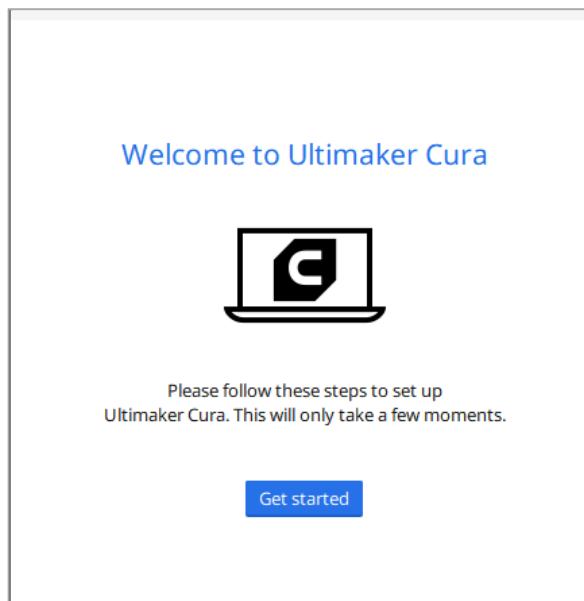 Welcome to Ultimaker Cura
Please follow these steps to set up
Ultimaker Cura. This will only take a few moments.
Get started